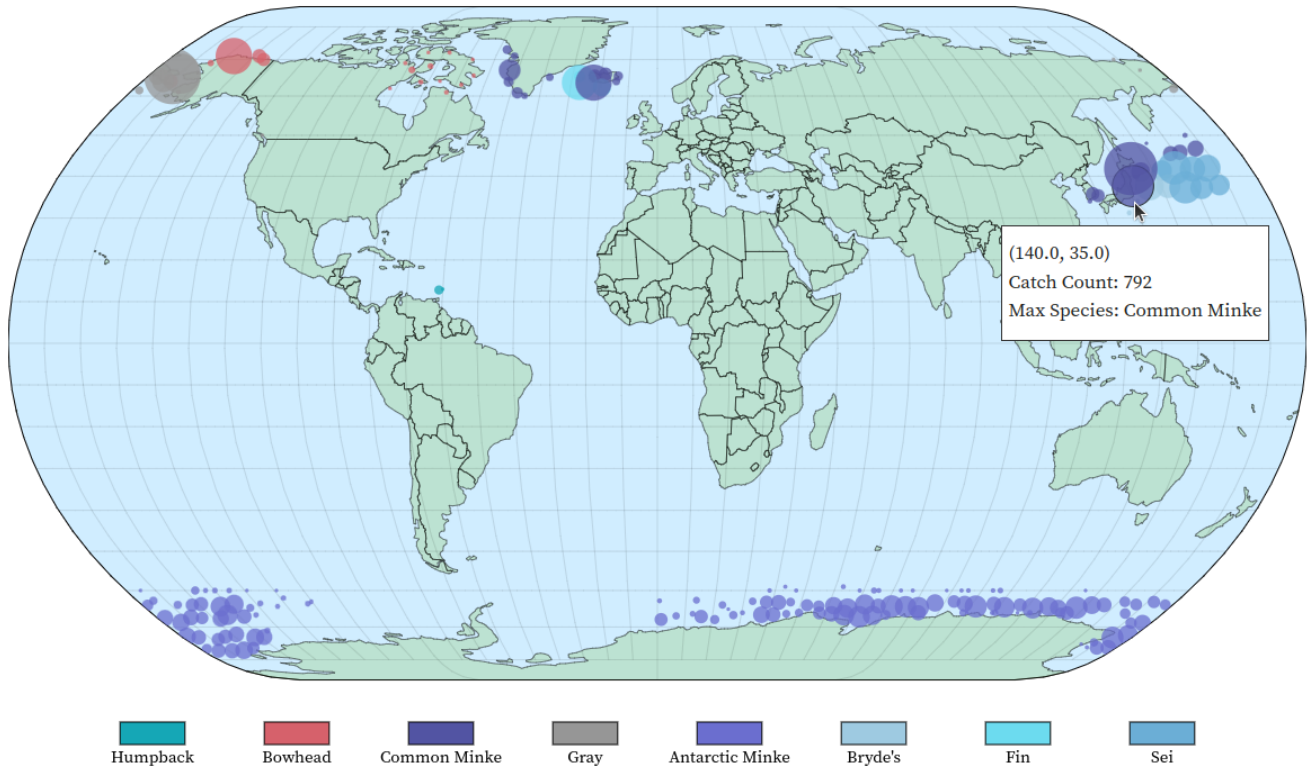 (140.0, 35.0)
Catch Count: 792
Max Species: Common Minke
Humpback
Bowhead
Common Minke
Gray
Antarctic Minke
Bryde's
Fin
Sei